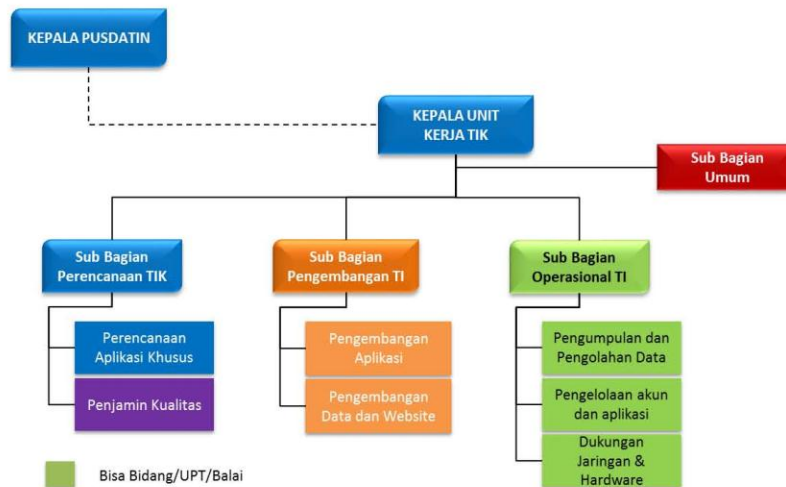 KEPALA PUSDATIN
KEPALA UNIT
KERJA TIK
Sub Bagian
Umum
Sub Bagian
Perencanaan TIK
Sub Bagian
Pengembangan TI
Sub Bagian
Operasional TI
Perencanaan
Aplikasi Khusus
Penjamin Kualitas
Pengembangan
Aplikasi
Pengembangan
Data dan Website
Pengumpulan dan
Pengolahan Data
Pengelolaan akun
dan aplikasi
Dukungan
Jaringan &
Hardware
Bisa Bidang/UPT/Balai